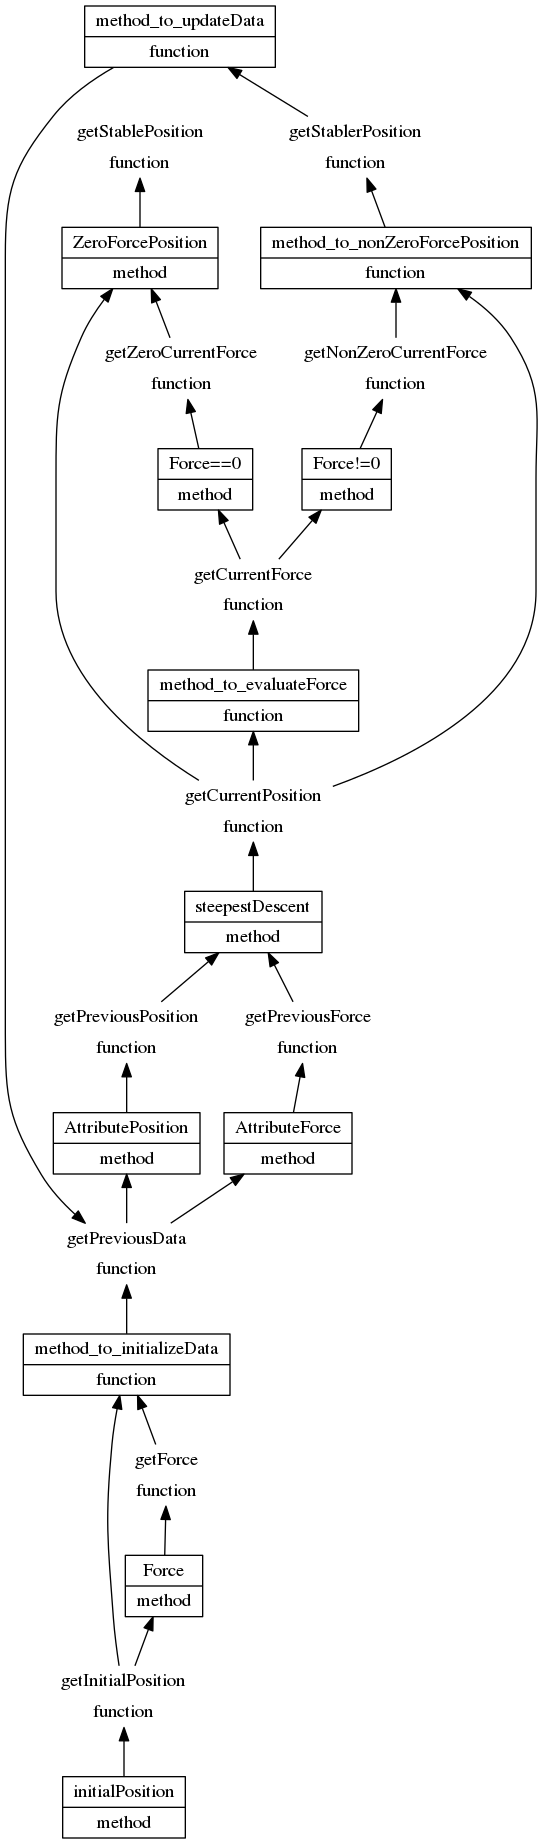 method_to_updateData
function
getStablePosition
function
getStablerPosition
function
ZeroForcePosition
method
method_to_nonZeroForcePosition
function
getZeroCurrentForce
function
getNonZeroCurrentForce
function
Force==0
method
Force!=0
method
getCurrentForce
function
method_to_evaluateForce
function
getCurrentPosition
function
steepestDescent
method
getPreviousPosition
function
getPreviousForce
function
AttributePosition
method
AttributeForce
method
getPreviousData
function
method_to_initializeData
function
getForce
function
Force
method
getInitialPosition
function
initialPosition
method